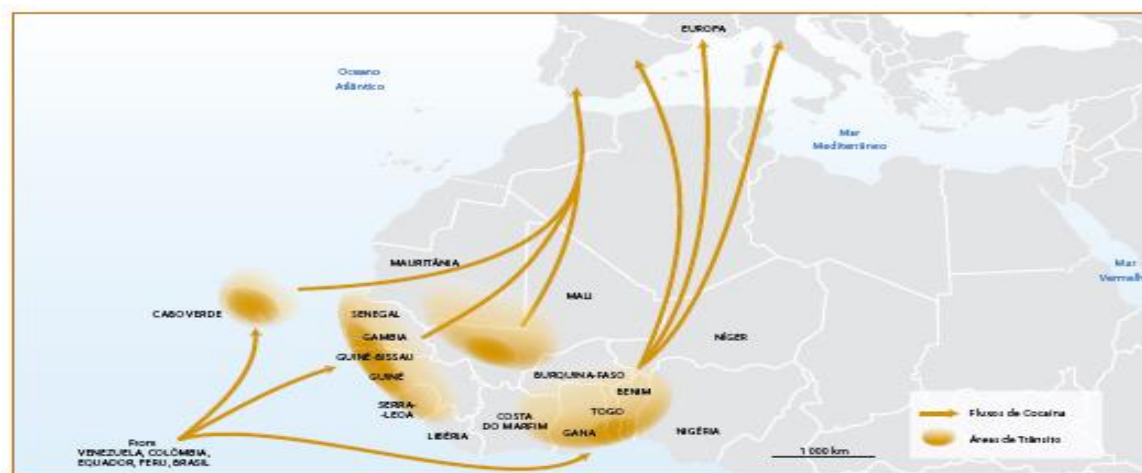 EUROPA
Oceano
Atlântico
Mar
Mediterrâneo
Mar
Vermelho
MAURITÂNIA
MALI
CABO VERDE
SENEGAL
GAMBIA
NÍGER
GUINÉ-BISSAU
GUINÉ
BURQUINA-FASO
BENIM
SERRA-
-LEOA
COSTA
DO MARFIM
TOGO
LIBÉRIA
GANA
NIGÉRIA
From
VENEZUELA, COLÔMBIA,
EQUADOR, PERU, BRASIL
Fluxos de Cocaína
Áreas de Trânsito
1 000 km